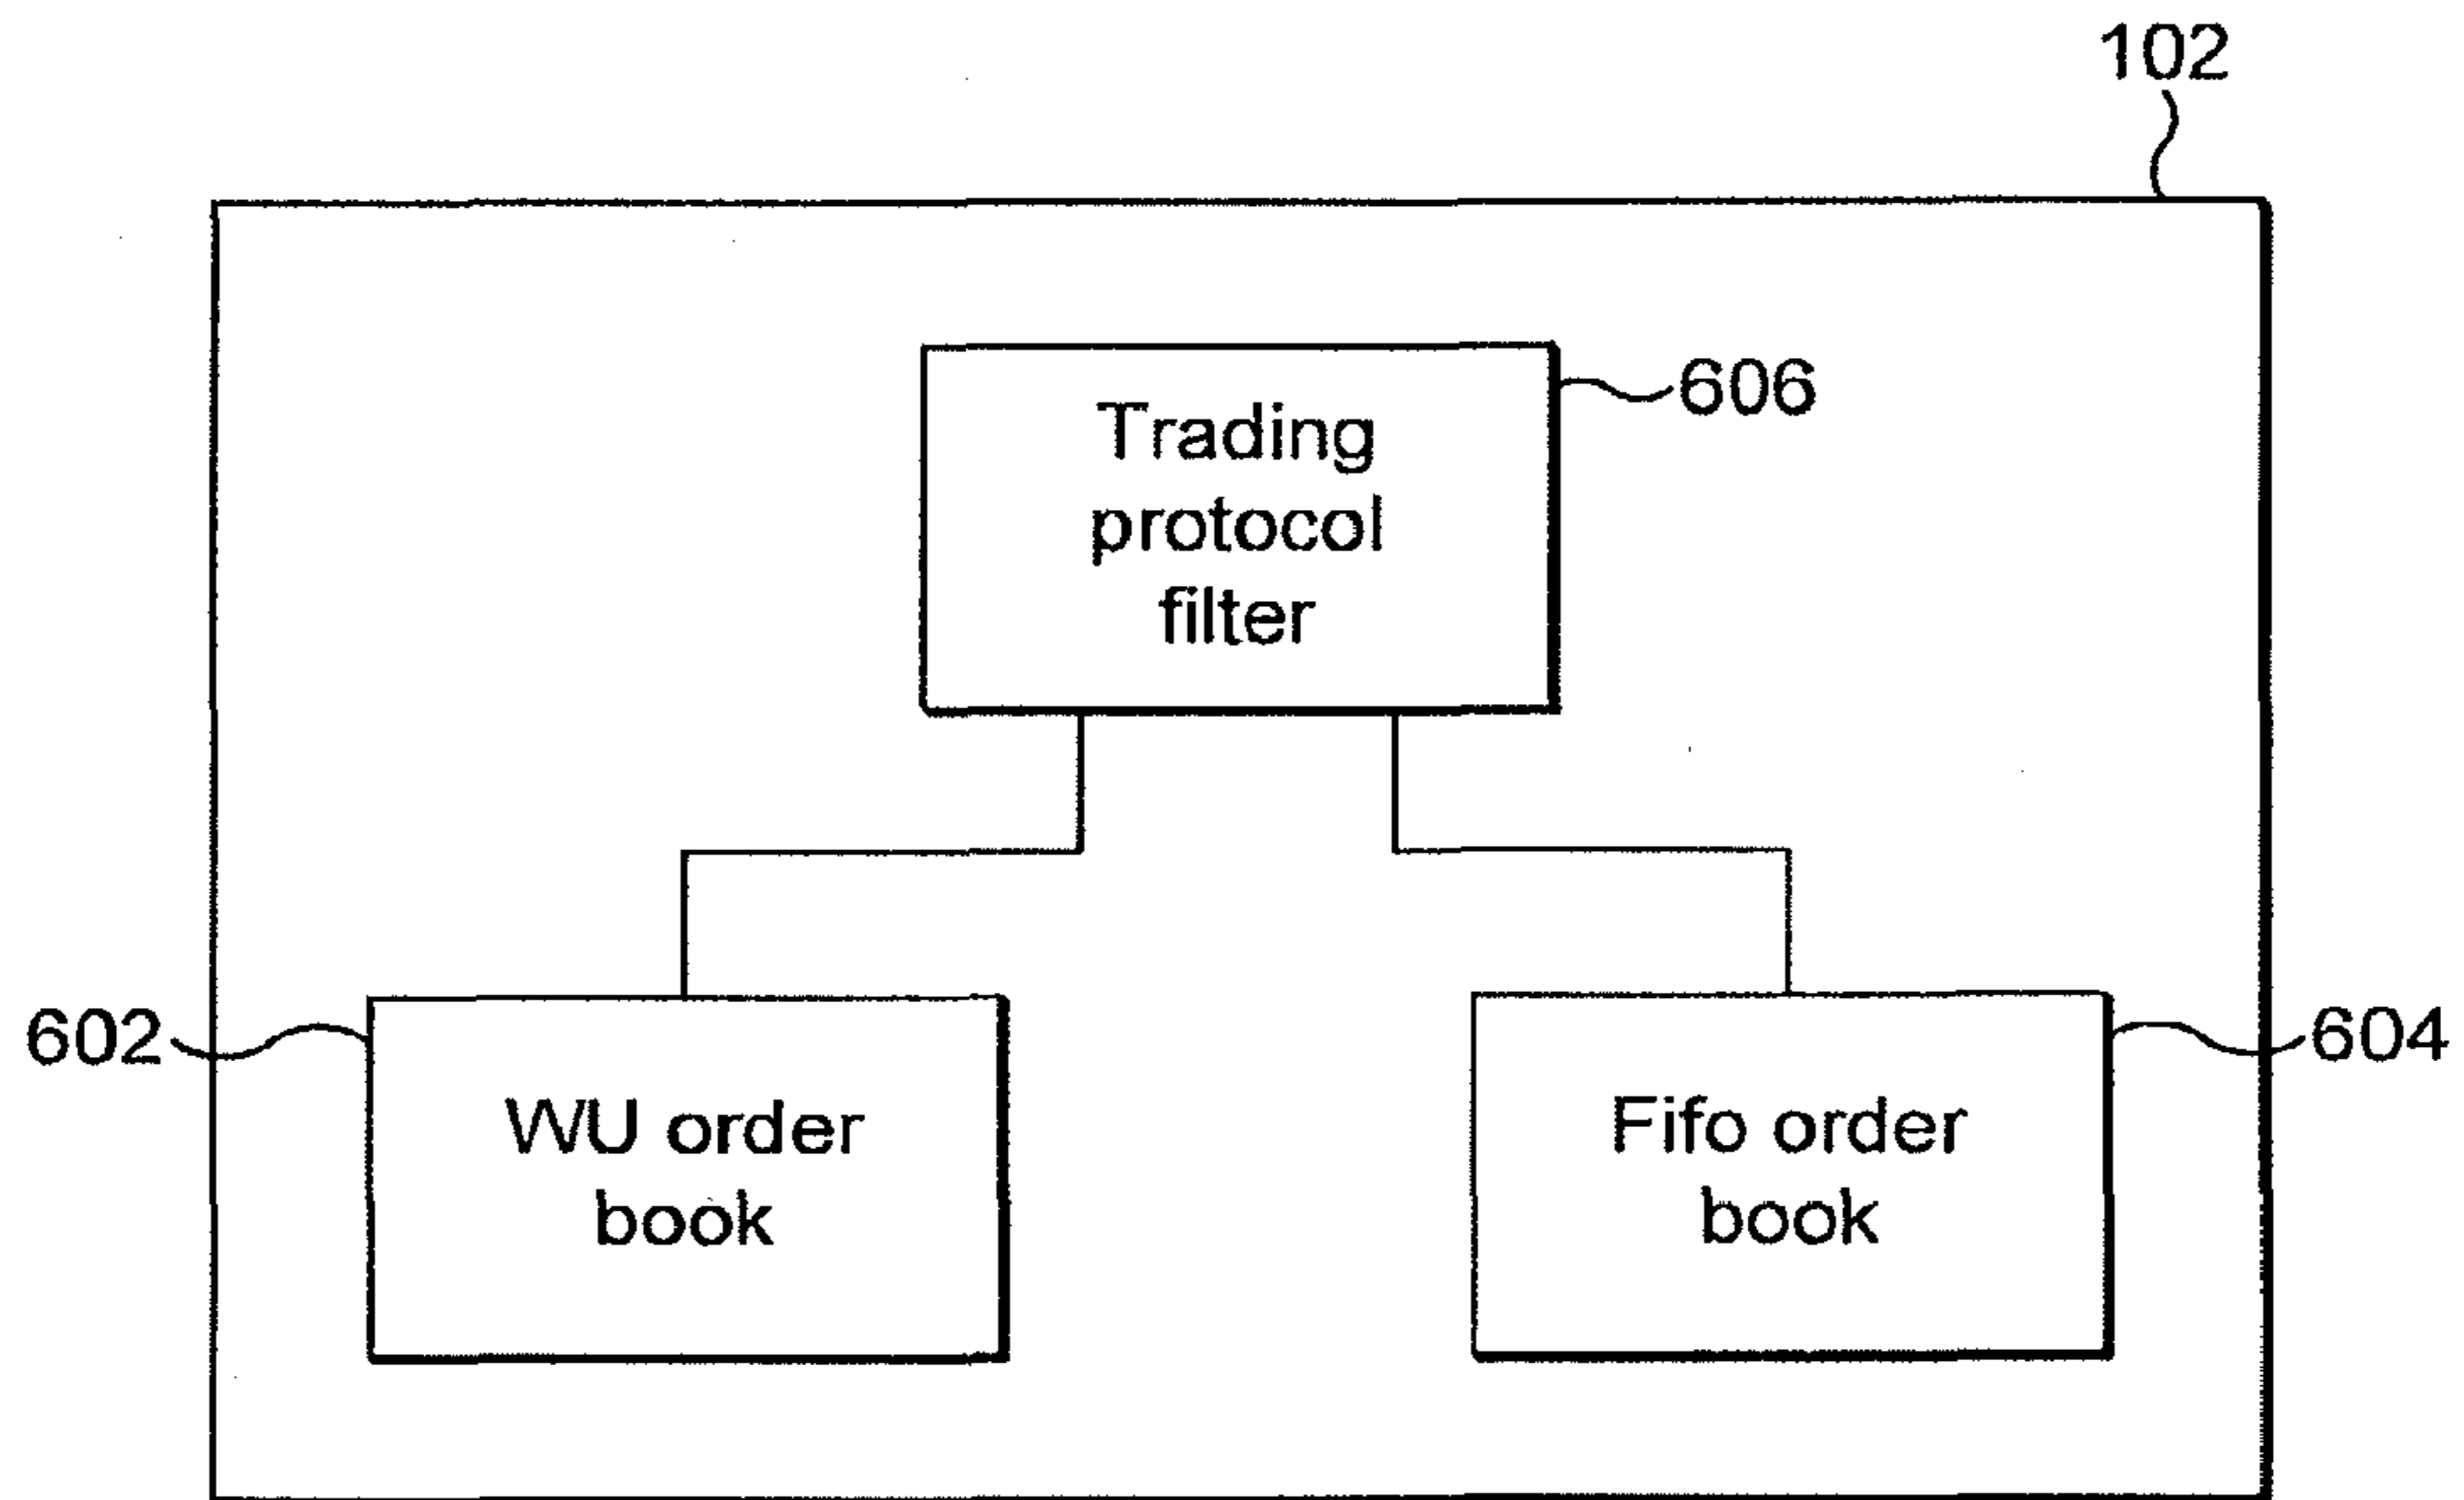 102
606
Trading
protocol
filter
602
604
WU order
book
Fifo order
book